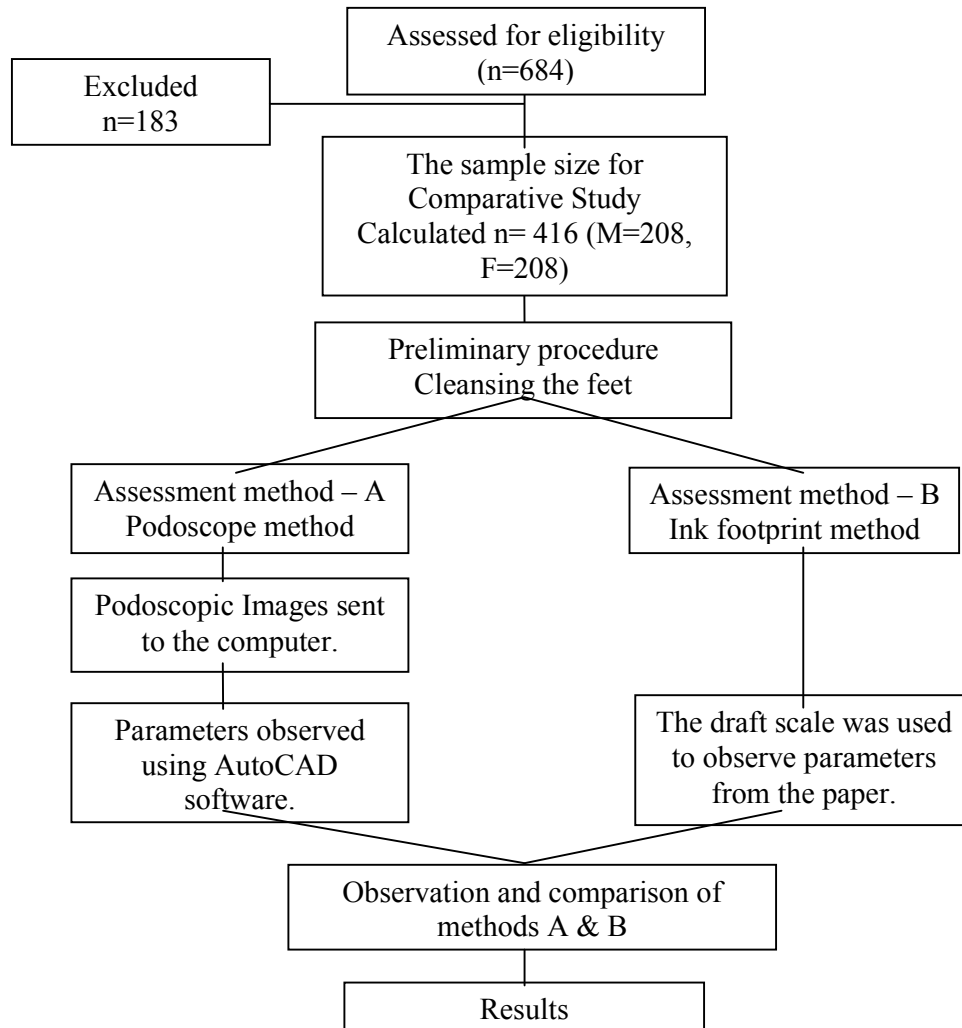 Assessed for eligibility
(n=684)
Excluded
n=183
The sample size for
Comparative Study
Calculated n= 416 (M=208,
F=208)
Preliminary procedure
Cleansing the feet
Assessment method – A
Podoscope method
Assessment method – B
Ink footprint method
Podoscopic Images sent
to the computer.
Parameters observed
using AutoCAD
software.
The draft scale was used
to observe parameters
from the paper.
Observation and comparison of
methods A & B
Results